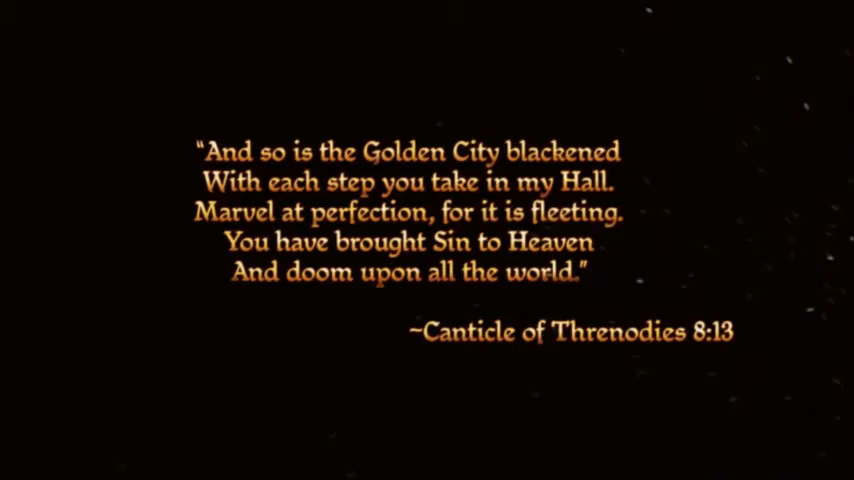 “And so is the Golden City blackened
With each step you take in my Hall.
Marvel at perfection, for it is fleeting.
You have brought Sin to Heaven
And doom upon all the world.”
~Canticle of Threnodies 8:13